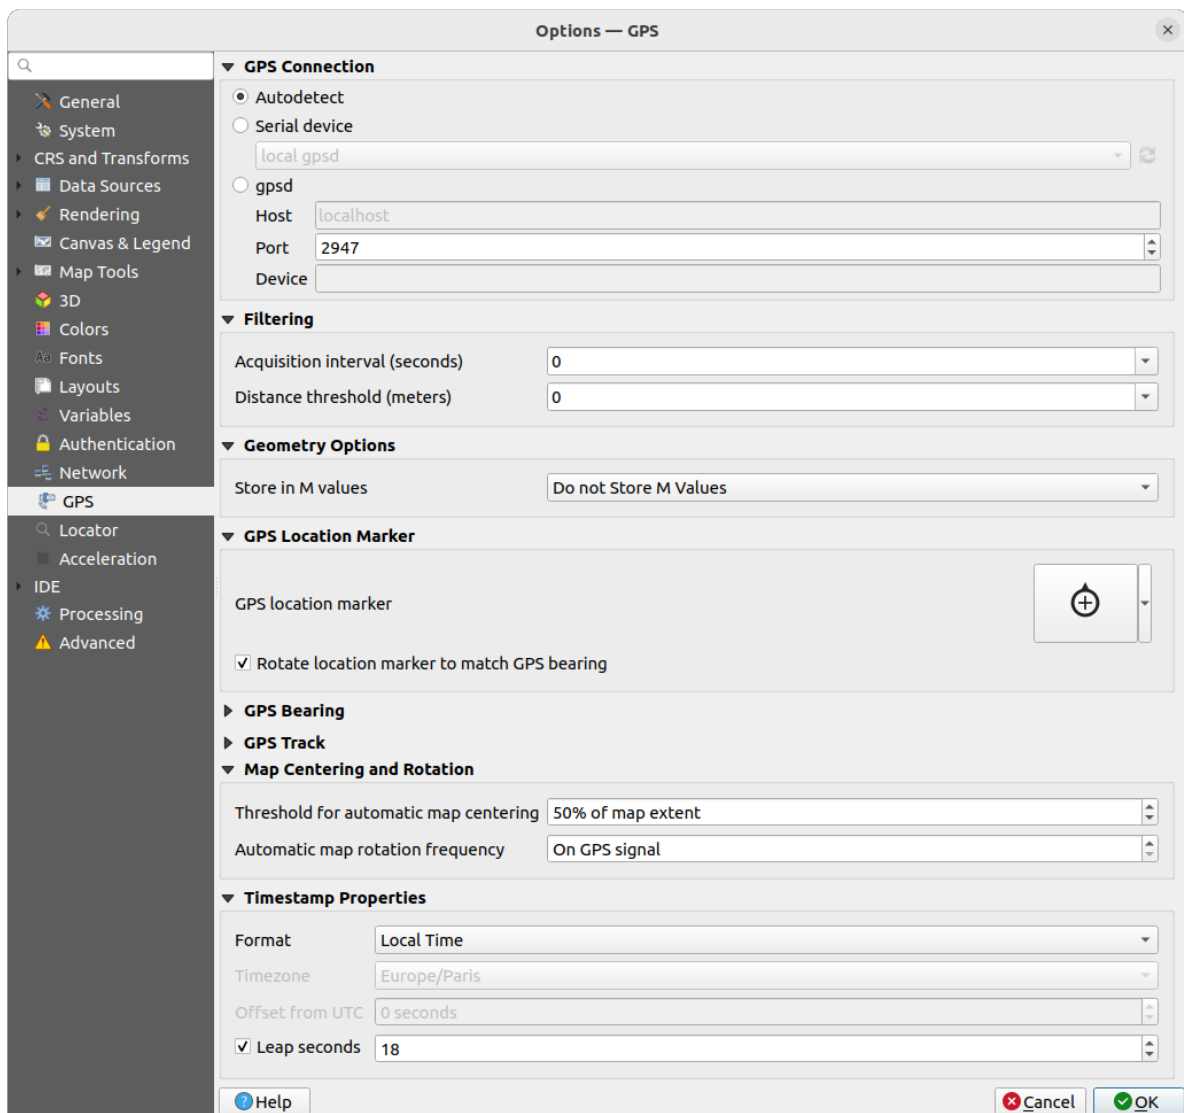 Options — GPS
General
System
CRS and Transforms
Data Sources
Rendering
Canvas & Legend
Map Tools
3D
Colors
Fonts
Layouts
Variables
Authentication
Network
GPS
Locator
Acceleration
IDE
Processing
Advanced
GPS Connection
Autodetect
Serial device
local gpsd
gpsd
Host localhost
Port 2947
Device
Filtering
Acquisition interval (seconds) 0
Distance threshold (meters) 0
Geometry Options
Store in M values Do not Store M Values
GPS Location Marker
GPS location marker
Rotate location marker to match GPS bearing
GPS Bearing
GPS Track
Map Centering and Rotation
Threshold for automatic map centering 50% of map extent
Automatic map rotation frequency On GPS signal
Timestamp Properties
Format Local Time
Timezone Europe/Paris
Offset from UTC 0 seconds
Leap seconds 18
Help Cancel OK